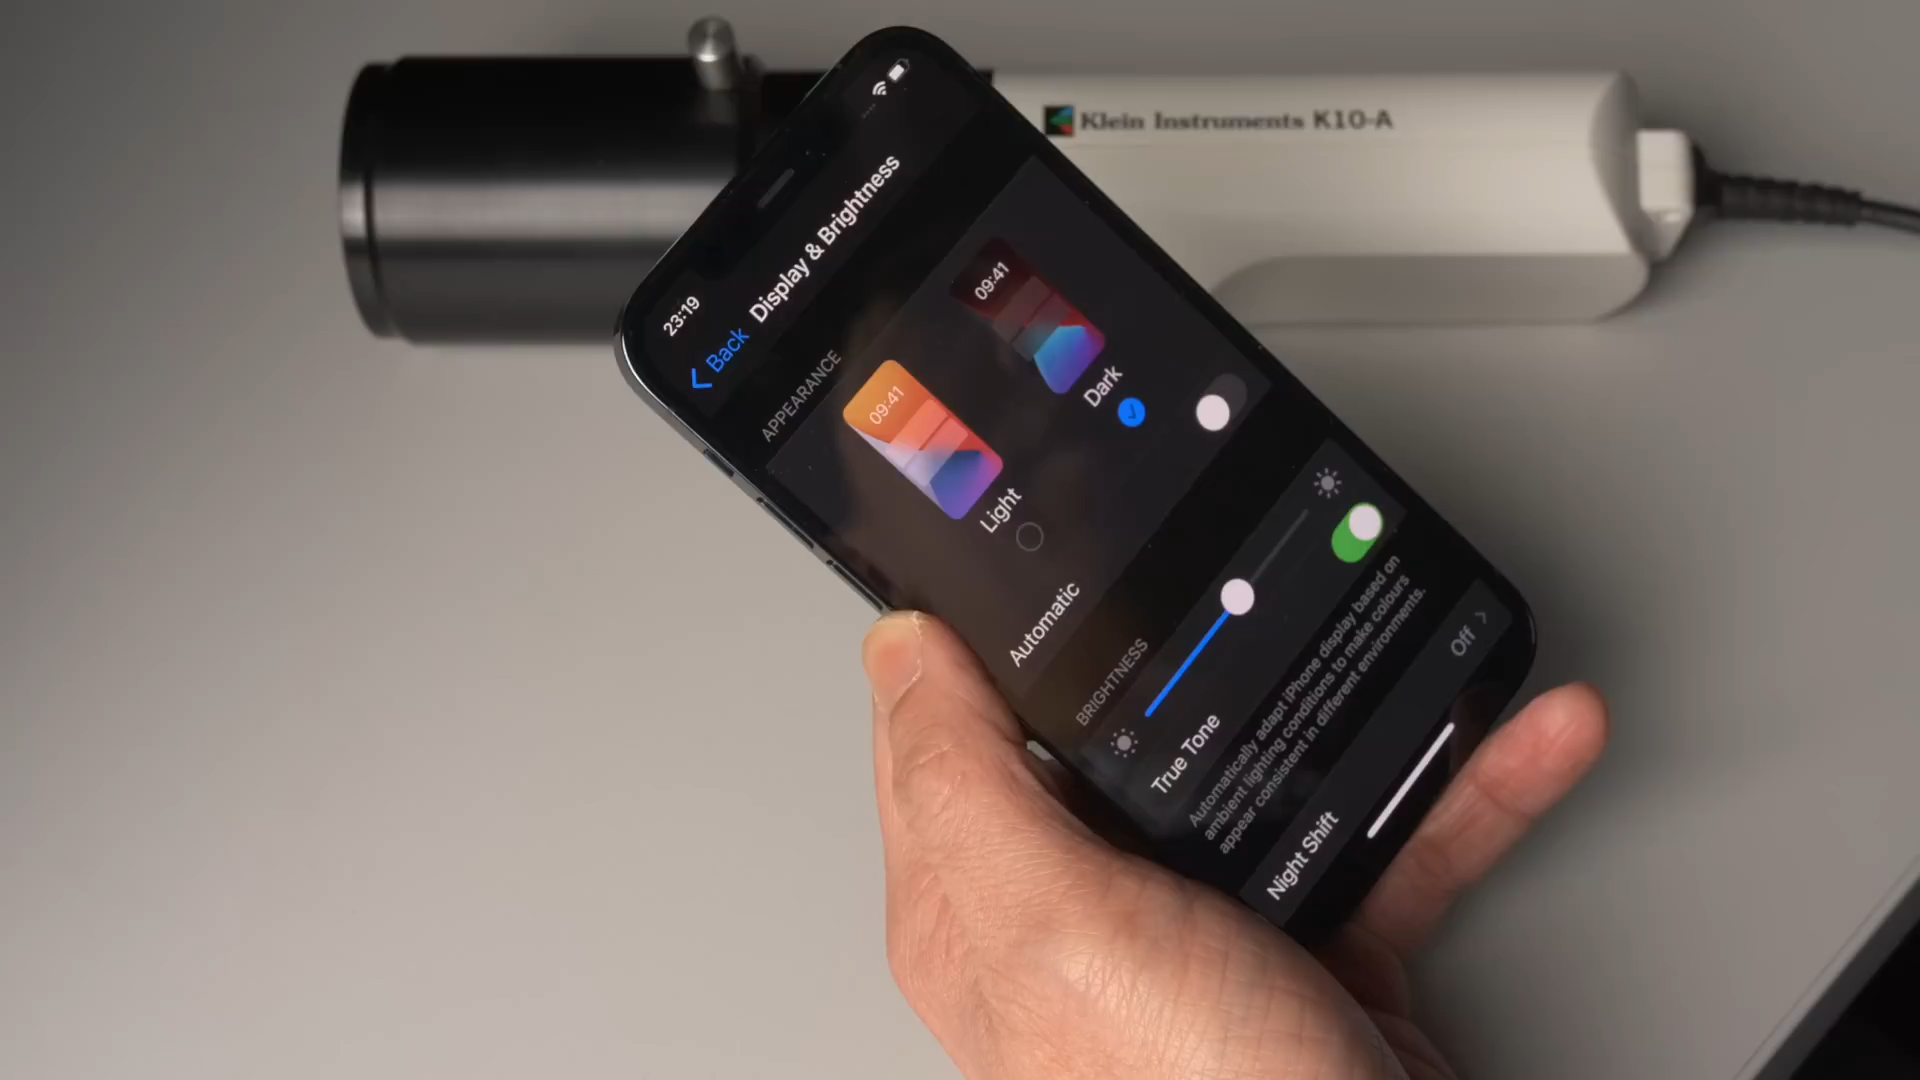 Klein Instruments K10-A
23:19
Back
Display & Brightness
APPEARANCE
09:41
09:41
Light
Dark
Automatic
BRIGHTNESS
True Tone
Automatically adapt iPhone display based on
ambient lighting conditions to make colours
appear consistent in different environments.
Night Shift
Off